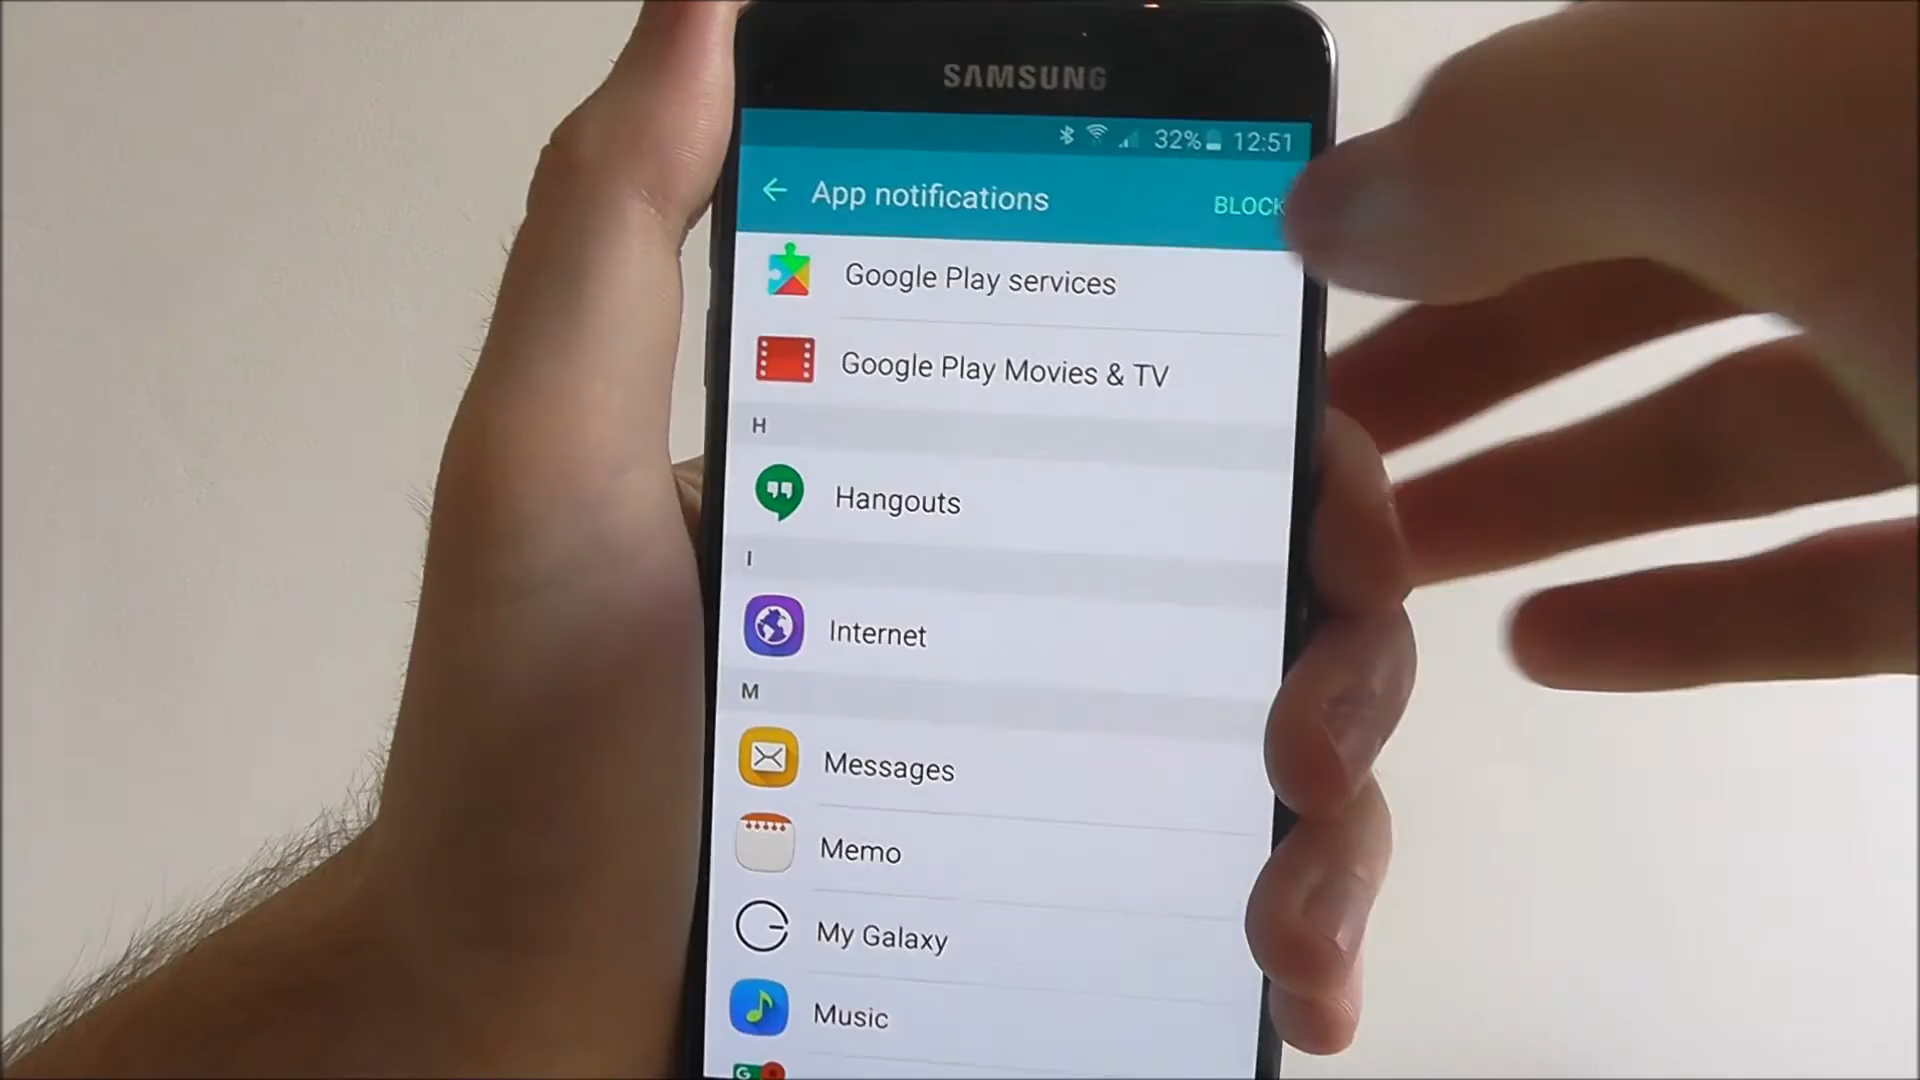 SAMSUNG
32% 12:51
App notifications BLOCK
Google Play services
Google Play Movies & TV
H
Hangouts
I
Internet
M
Messages
Memo
My Galaxy
Music
G